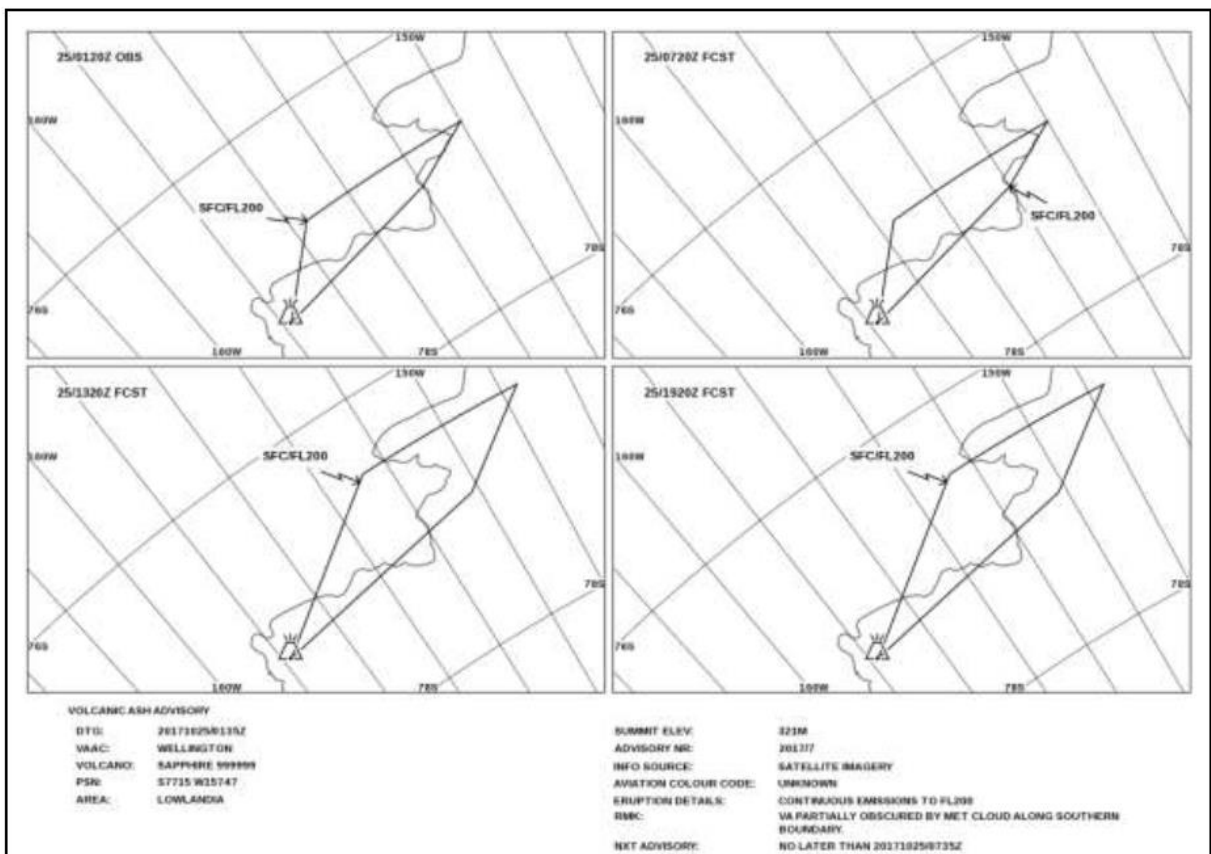 25/0120Z OBS
150W
160W
SFC/FL200
76S
78S
160W
78S
25/0720Z FCST
150W
160W
SFC/FL200
76S
78S
160W
78S
25/1320Z FCST
150W
160W
SFC/FL200
76S
78S
160W
78S
25/1920Z FCST
150W
160W
SFC/FL200
76S
78S
160W
78S
VOLCANIC ASH ADVISORY
DTG: 20171025/0135Z
VAAC: WELLINGTON
VOLCANO: SAPPHIRE 999999
PSN: S7715 W15747
AREA: LOWLANDIA
SUMMIT ELEV: 321M
ADVISORY NR: 2017/7
INFO SOURCE: SATELLITE IMAGERY
AVIATION COLOUR CODE: UNKNOWN
ERUPTION DETAILS: CONTINUOUS EMISSIONS TO FL200
RMK: VA PARTIALLY OBSCURED BY MET CLOUD ALONG SOUTHERN
BOUNDARY.
NXT ADVISORY: NO LATER THAN 20171025/0735Z